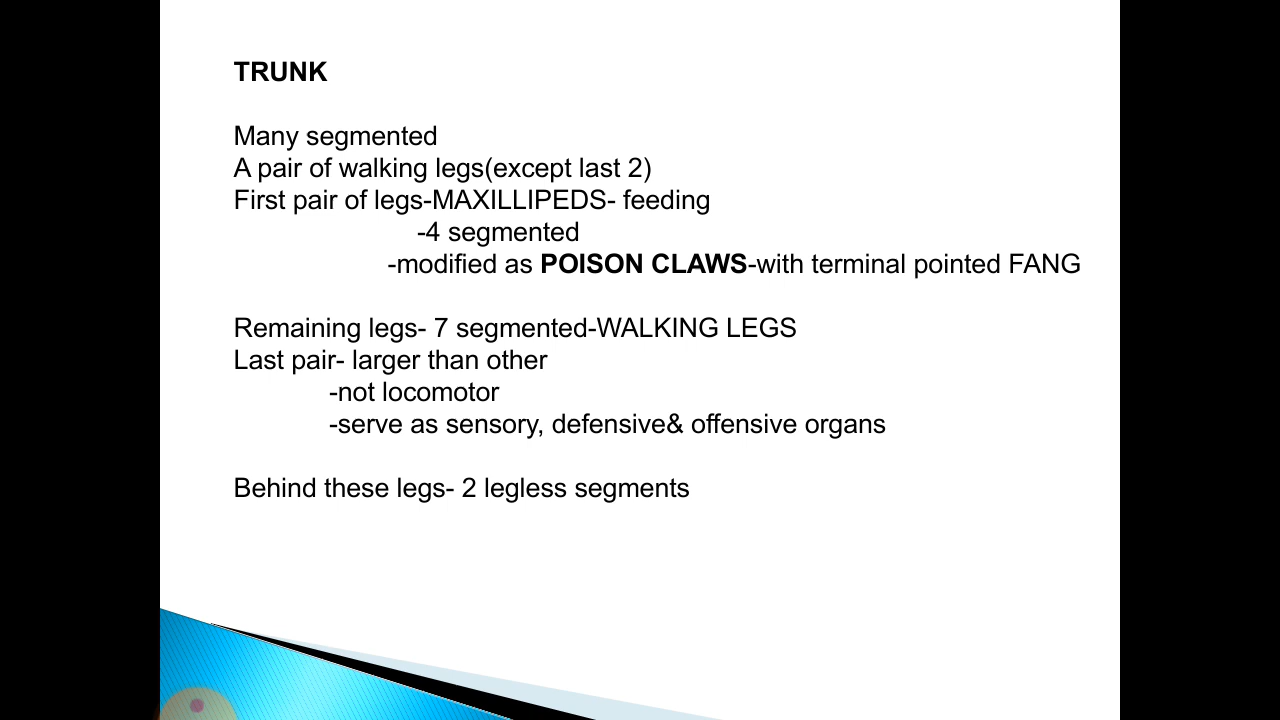 TRUNK
Many segmented
A pair of walking legs(except last 2)
First pair of legs-MAXILLIPEDS- feeding
-4 segmented
-modified as POISON CLAWS-with terminal pointed FANG
Remaining legs- 7 segmented-WALKING LEGS
Last pair- larger than other
-not locomotor
-serve as sensory, defensive& offensive organs
Behind these legs- 2 legless segments